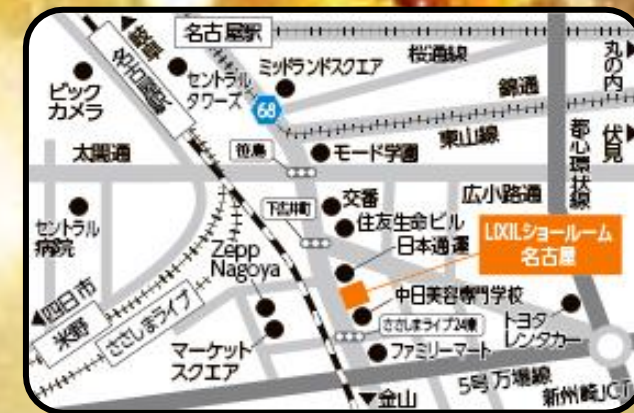 ▲岐阜
名古屋駅
名古屋駅
セントラル
タワーズ
ミッドランドスクエア
桜通線
丸の内▶
ビック
カメラ
68
錦通
東山線
伏見▶
太閤通
笹島
モード学園
都心環状線
広小路通
下広井町
交番
住友生命ビル
日本通運
LIXILショールーム
名古屋
セントラル
病院
Zepp
Nagoya
中日美容専門学校
◀四日市
米野
ささしまライブ
ささしまライブ24東
トヨタ
レンタカー
マーケット
スクエア
ファミリーマート
▼金山
5号万場線
新州崎JCT